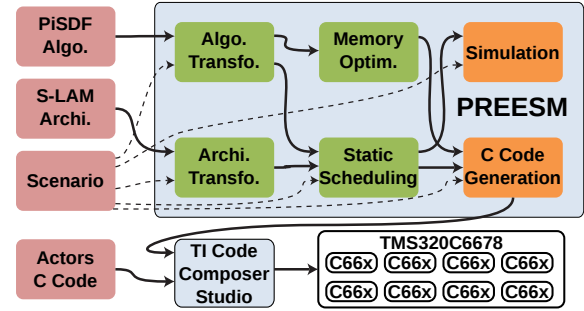 PiSDF
Algo.
Algo.
Transfo.
Memory
Optim.
Simulation
S-LAM
Archi.
PREESM
Scenario
Archi.
Transfo.
Static
Scheduling
C Code
Generation
Actors
C Code
TI Code
Composer
Studio
TMS320C6678
C66x C66x C66x C66x
C66x C66x C66x C66x